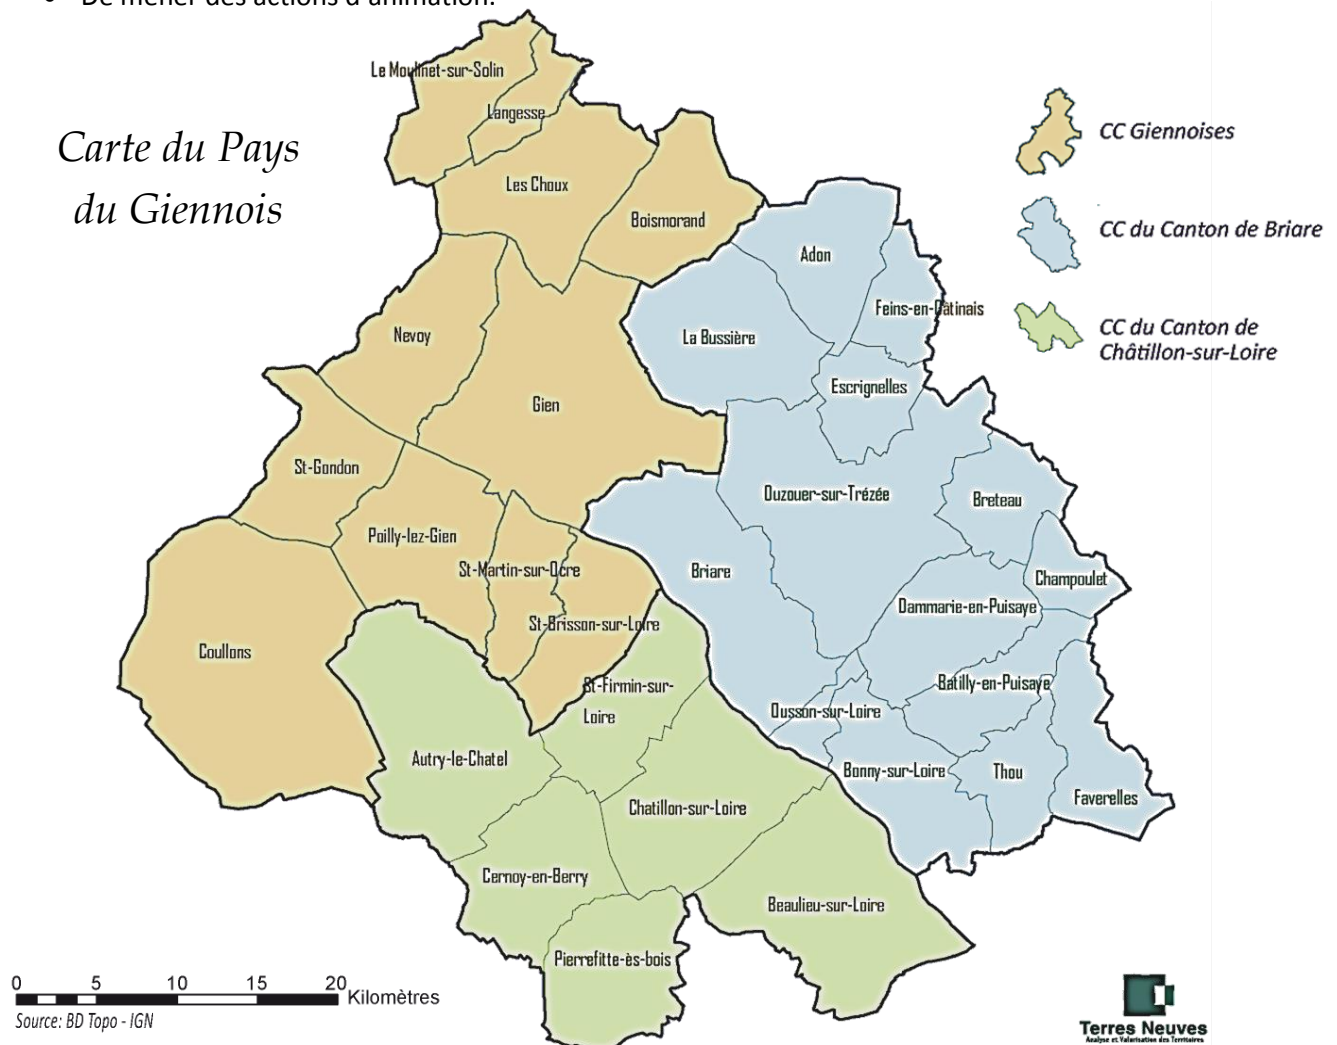 De mener des actions d'animation.
Carte du Pays
du Giennois
Le Moulinet-sur-Solin
Langesse
Les Choux
Boismorand
Adon
Feins-en-Gâtinais
Nevoy
La Bussière
Escrignelles
Gien
St-Gondon
Ouzouer-sur-Trézée
Breteau
Poilly-lez-Gien
St-Martin-sur-Ocre
Briare
Champoulet
Dammarie-en-Puisaye
St-Brisson-sur-Loire
Coullons
St-Firmin-sur-
Loire
Batilly-en-Puisaye
Ousson-sur-Loire
Autry-le-Chatel
Bonny-sur-Loire
Thou
Faverelles
Chatillon-sur-Loire
Cernoy-en-Berry
Beaulieu-sur-Loire
Pierrefitte-ès-bois
CC Giennoises
CC du Canton de Briare
CC du Canton de
Châtillon-sur-Loire
0 5 10 15 20
Kilomètres
Source: BD Topo - IGN
Terres Neuves
Analyse et Valorisation des Territoires